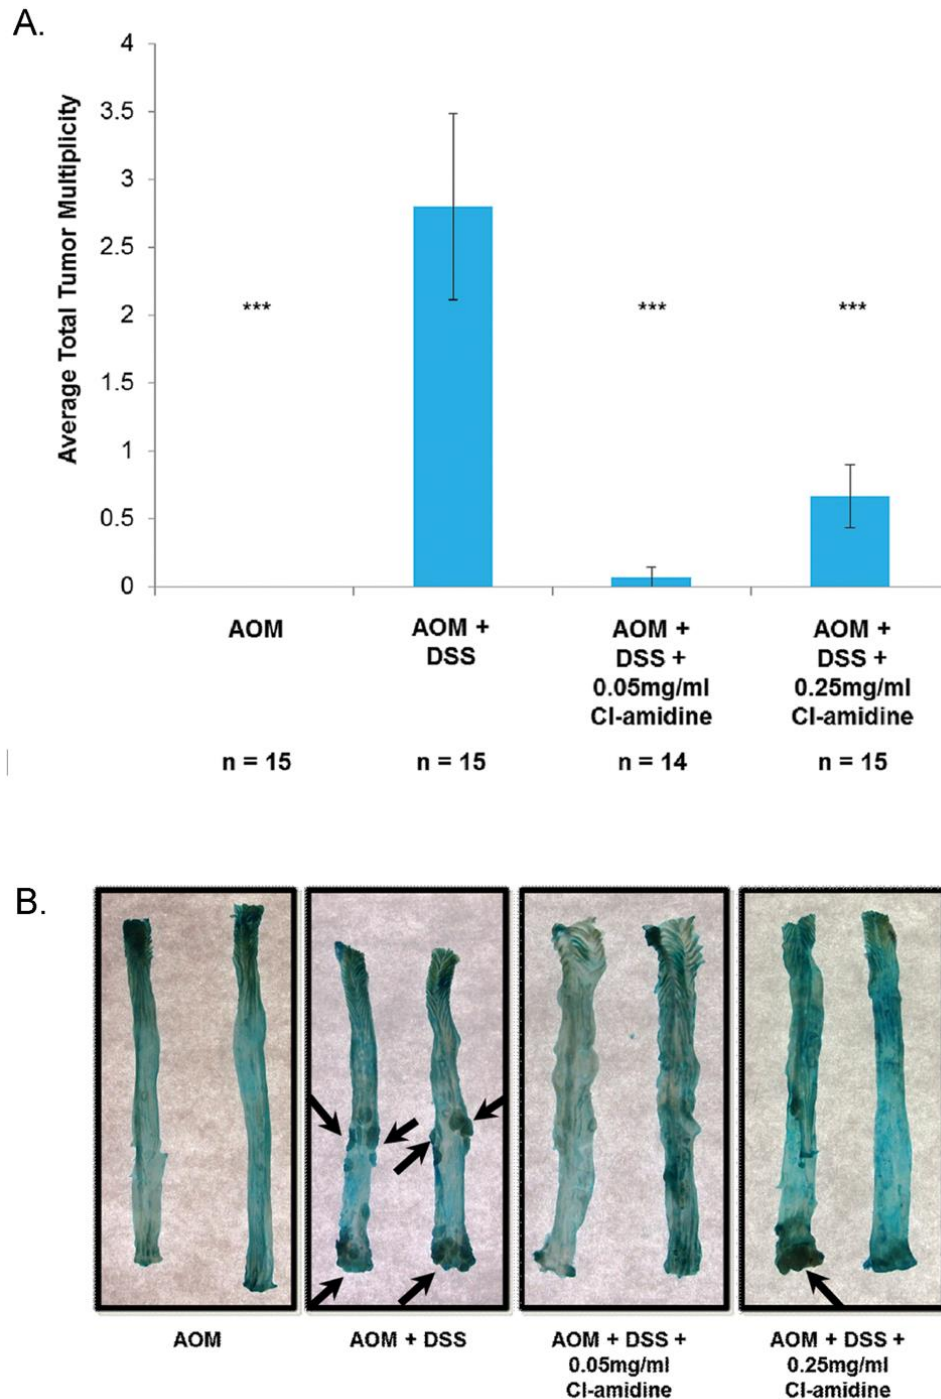 A.
Average Total Tumor Multiplicity
4
3.5
3
2.5
2
1.5
1
0.5
0
***
***
***
AOM
AOM +
DSS
AOM +
DSS +
0.05mg/ml
Cl-amidine
AOM +
DSS +
0.25mg/ml
Cl-amidine
n = 15
n = 15
n = 14
n = 15
B.
AOM
AOM + DSS
AOM + DSS +
0.05mg/ml
Cl-amidine
AOM + DSS +
0.25mg/ml
Cl-amidine